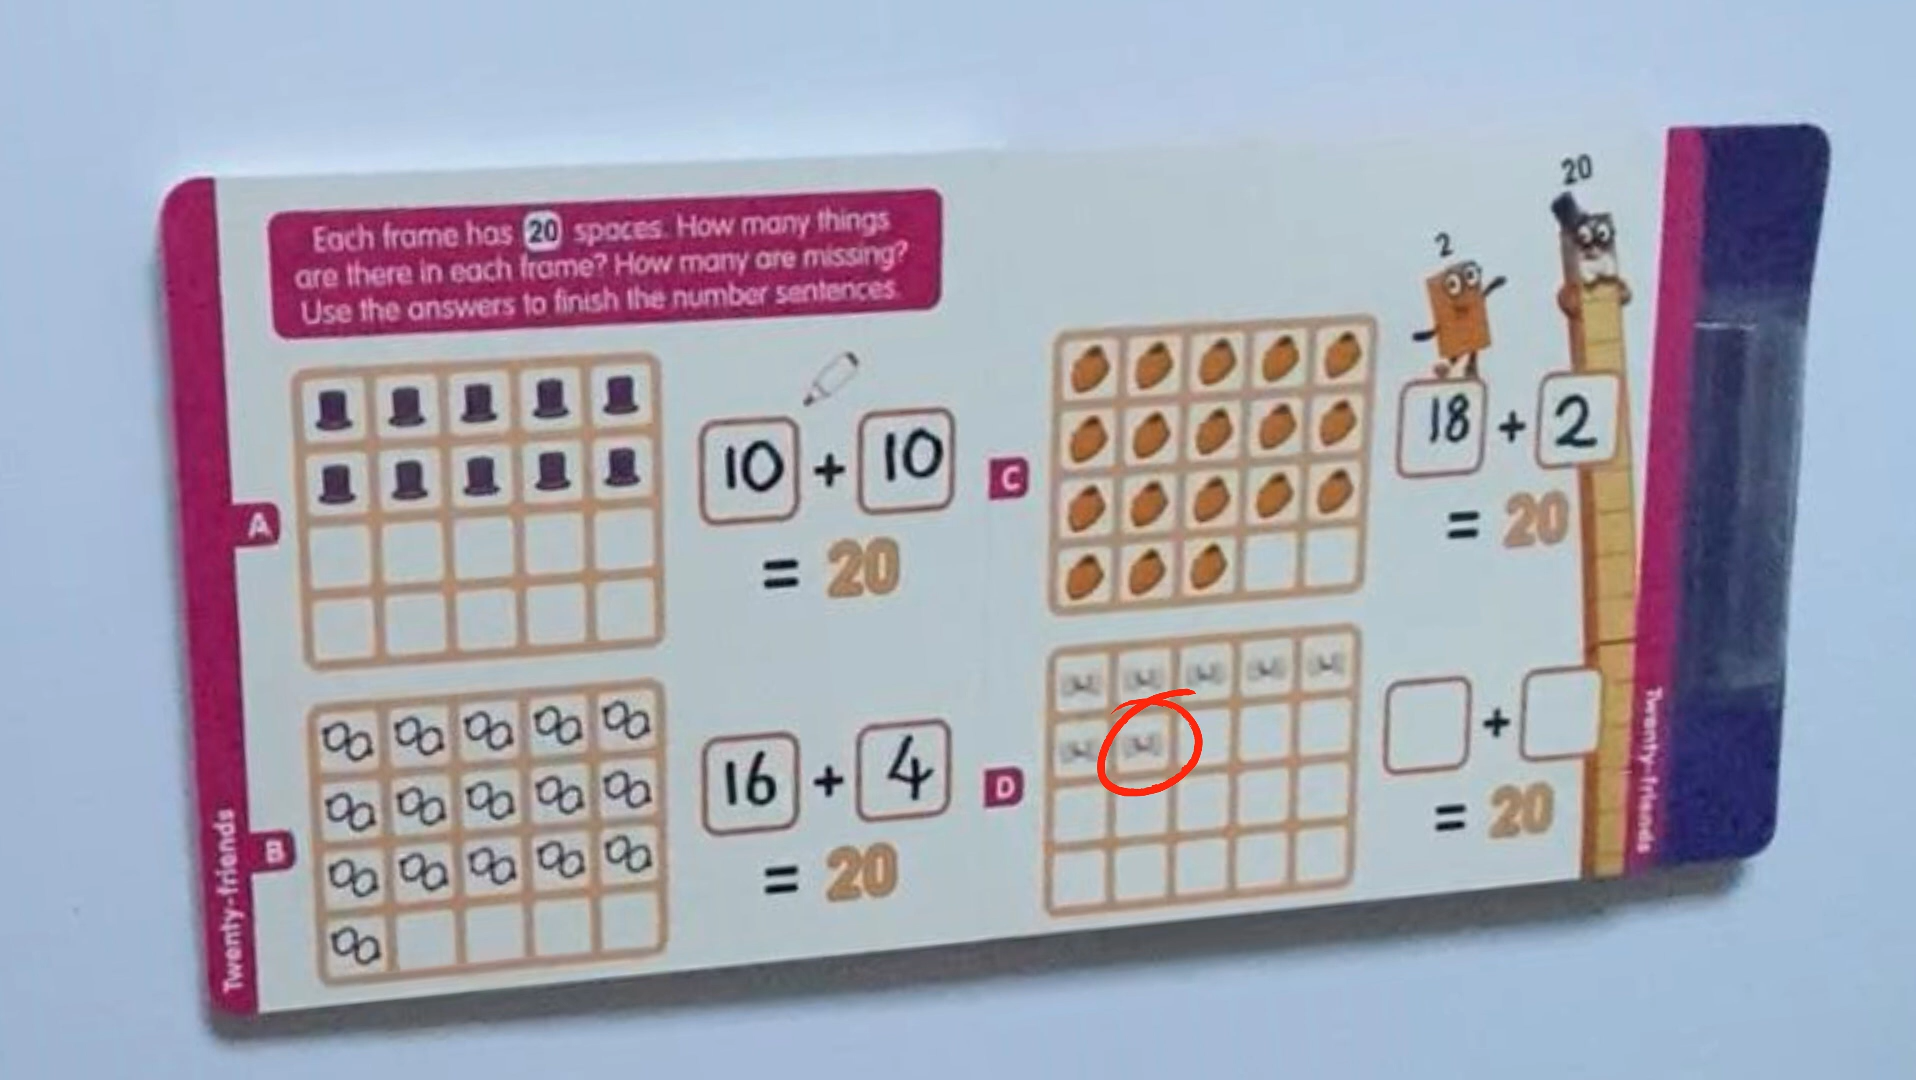 Each frame has 20 spaces. How many things
are there in each frame? How many are missing?
Use the answers to finish the number sentences.
A
10 + 10
= 20
B
16 + 4
= 20
C
18 + 2
= 20
D
+
= 20
2
20
Twenty-friends
Twenty-friends